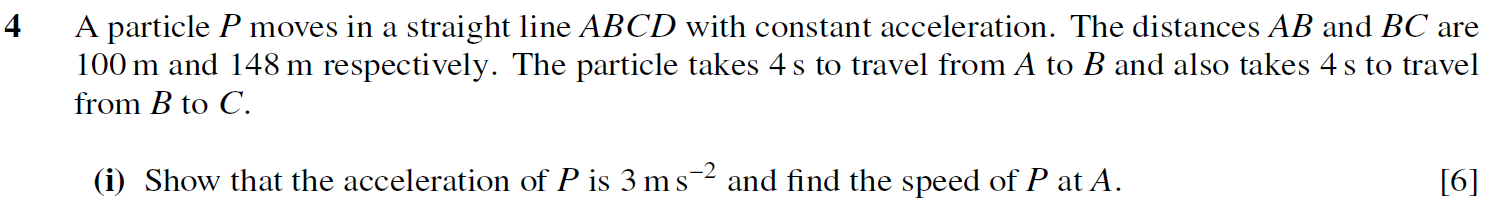 4 A particle P moves in a straight line ABCD with constant acceleration. The distances AB and BC are
100 m and 148 m respectively. The particle takes 4 s to travel from A to B and also takes 4 s to travel
from B to C.
(i) Show that the acceleration of P is 3 m s⁻² and find the speed of P at A. [6]